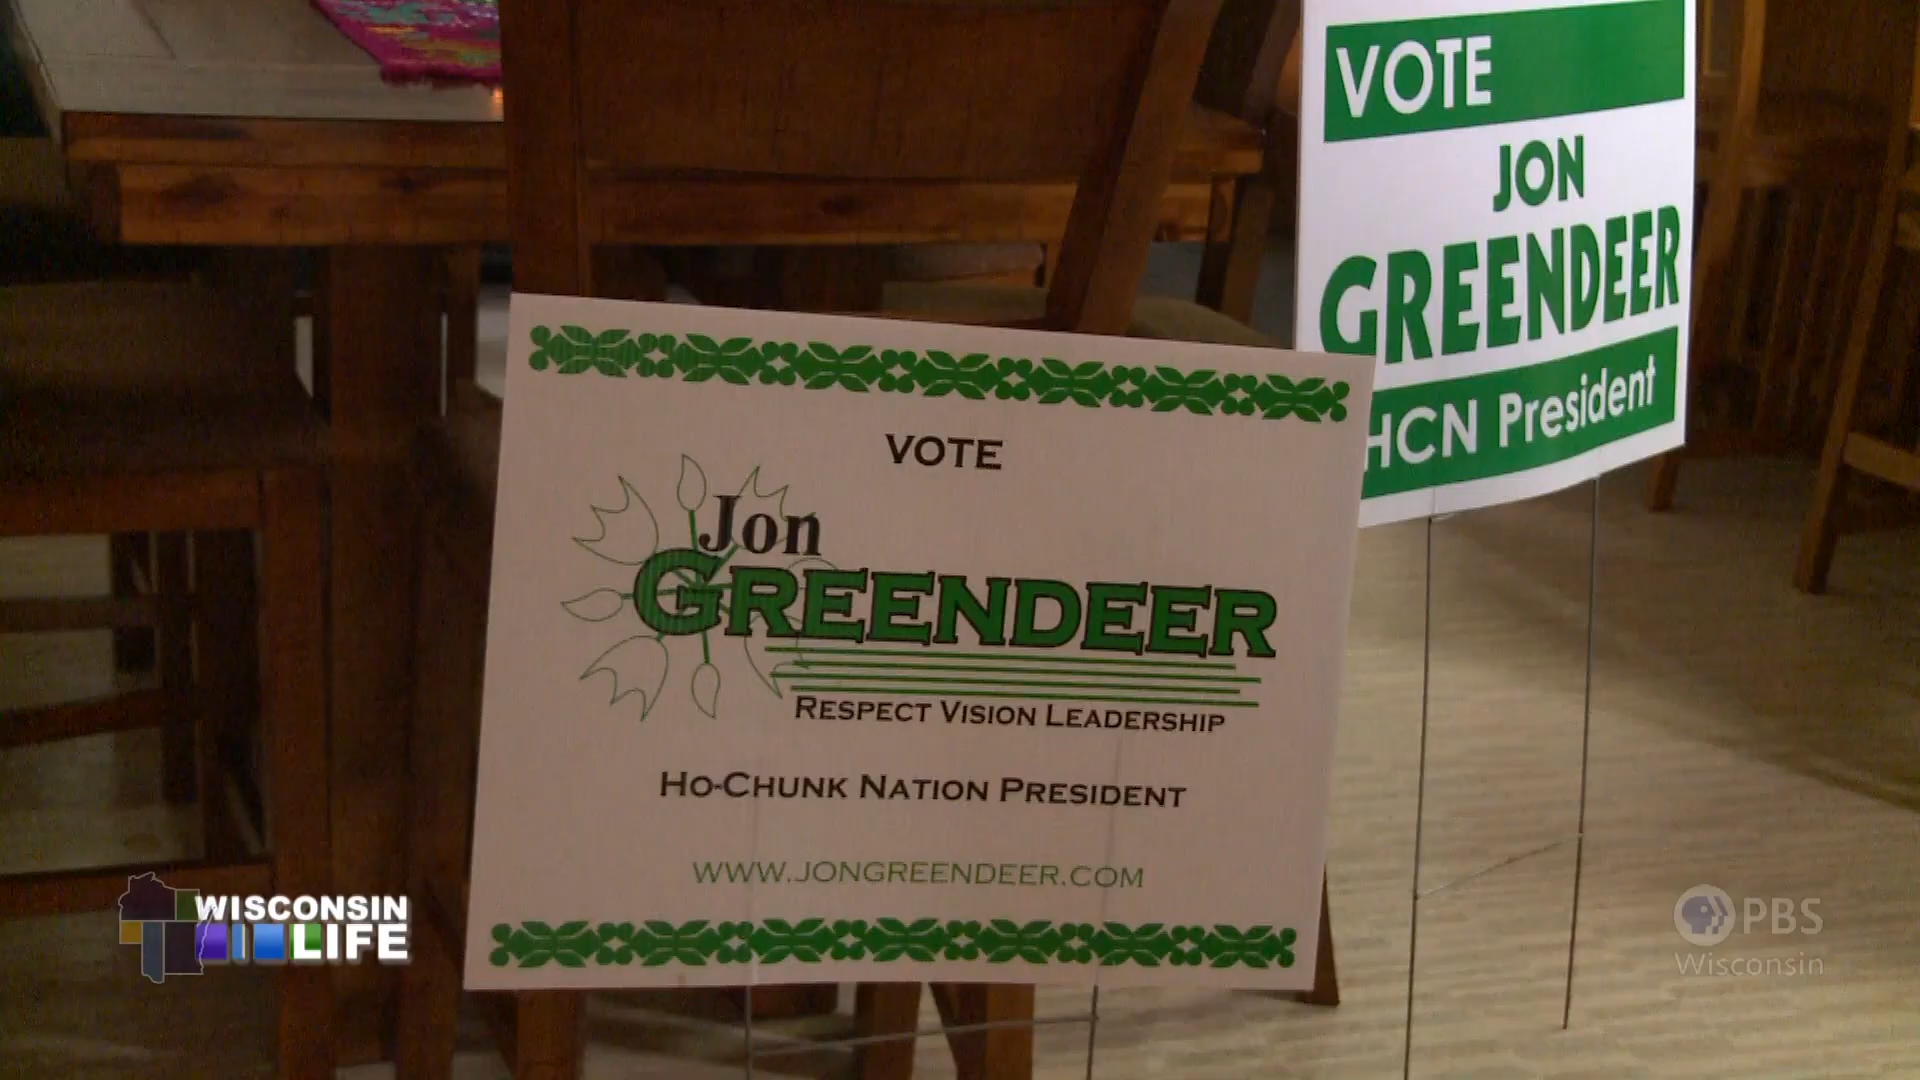 VOTE
JON
GREENDEER
HCN President
VOTE
Jon
GREENDEER
RESPECT VISION LEADERSHIP
HO-CHUNK NATION PRESIDENT
WWW.JONGREENDEER.COM
WISCONSIN
LIFE
PBS
Wisconsin